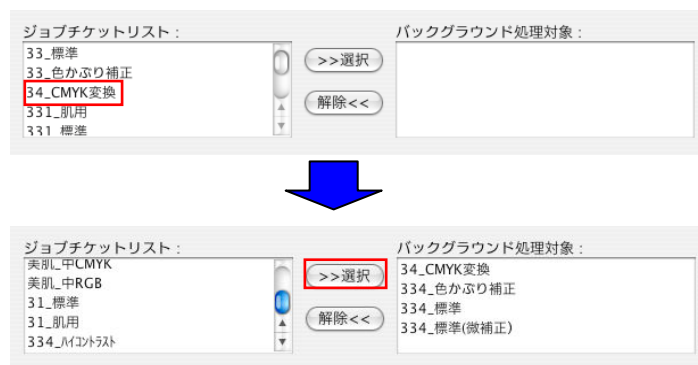 ジョブチケットリスト:
バックグラウンド処理対象:
33_標準
33_色かぶり補正
34_CMYK変換
331_肌用
331_標準
>>選択
解除<<
ジョブチケットリスト:
バックグラウンド処理対象:
美肌_中CMYK
美肌_中RGB
31_標準
31_肌用
334_ﾊｲｺﾝﾄﾗｽﾄ
>>選択
解除<<
34_CMYK変換
334_色かぶり補正
334_標準
334_標準(微補正)